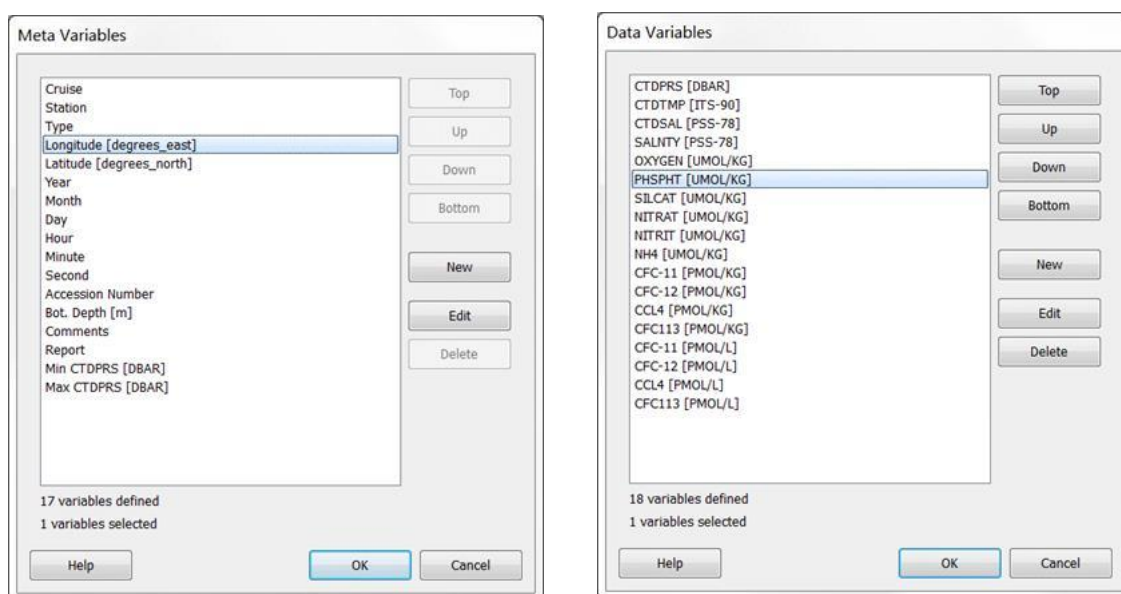 Meta Variables
Cruise
Station
Type
Longitude [degrees_east]
Latitude [degrees_north]
Year
Month
Day
Hour
Minute
Second
Accession Number
Bot. Depth [m]
Comments
Report
Min CTDPRS [DBAR]
Max CTDPRS [DBAR]
Top
Up
Down
Bottom
New
Edit
Delete
17 variables defined
1 variables selected
Help
OK
Cancel
Data Variables
CTDPRS [DBAR]
CTDTMP [ITS-90]
CTDSAL [PSS-78]
SALNTY [PSS-78]
OXYGEN [UMOL/KG]
PHSPHT [UMOL/KG]
SILCAT [UMOL/KG]
NITRAT [UMOL/KG]
NITRIT [UMOL/KG]
NH4 [UMOL/KG]
CFC-11 [PMOL/KG]
CFC-12 [PMOL/KG]
CCL4 [PMOL/KG]
CFC113 [PMOL/KG]
CFC-11 [PMOL/L]
CFC-12 [PMOL/L]
CCL4 [PMOL/L]
CFC113 [PMOL/L]
Top
Up
Down
Bottom
New
Edit
Delete
18 variables defined
1 variables selected
Help
OK
Cancel